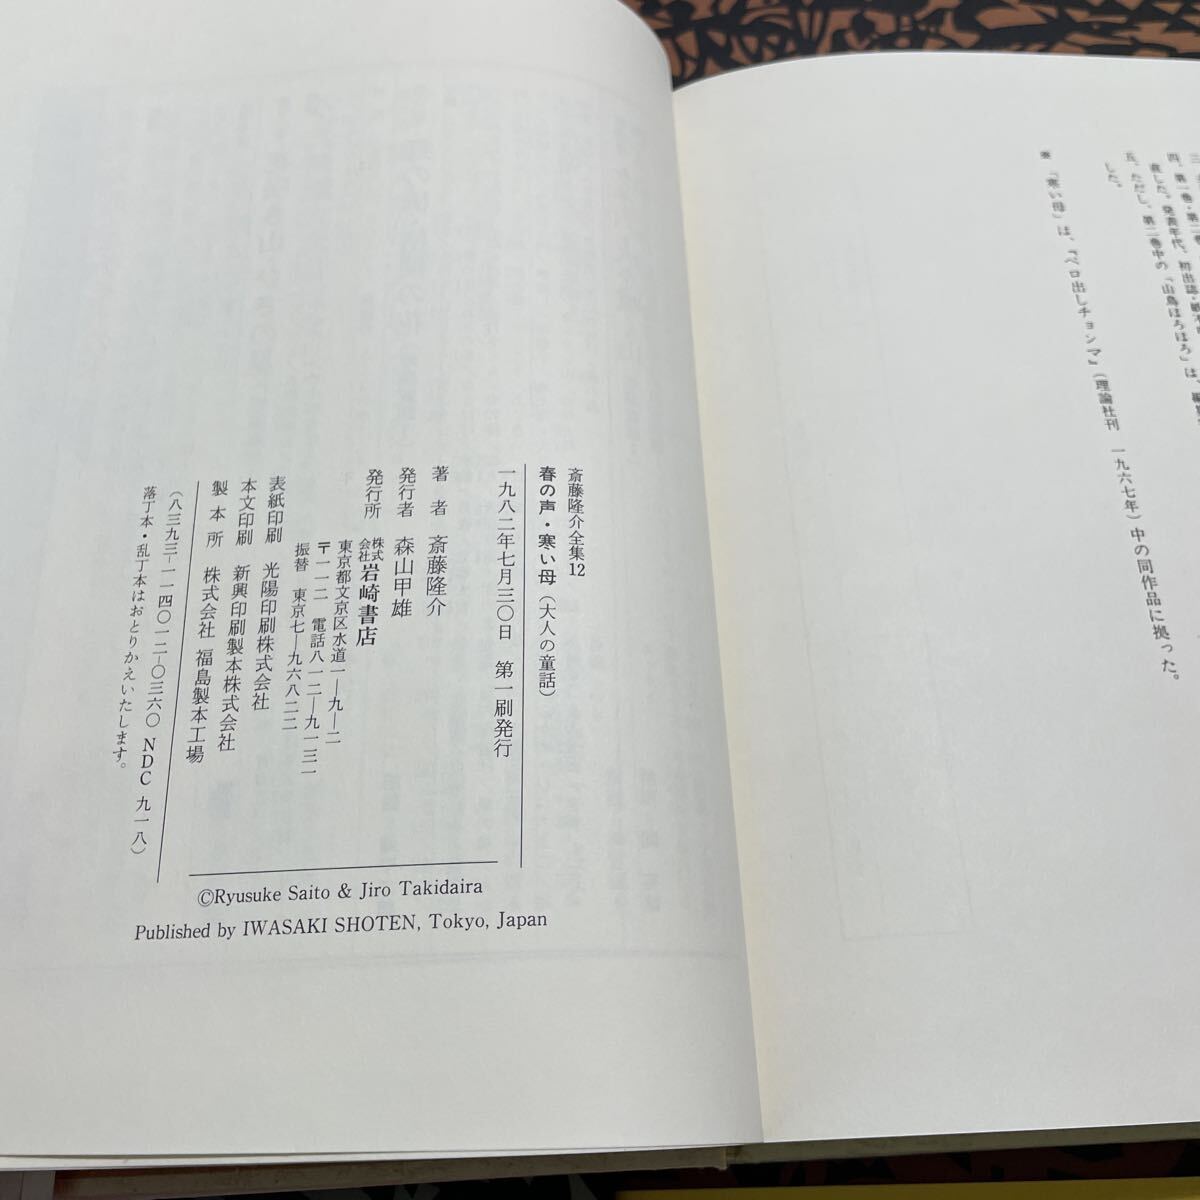 三、
四、第一巻・第二巻
直した。発表年代、初出誌・紙
五、ただし、第二巻中の「山鳥ほろほろ」は、
した。
※「寒い母」は、『ベロ出しチョンマ』(理論社刊 一九六七年)中の同作品に拠った。
斎藤隆介全集12
春の声・寒い母(大人の童話)
一九八二年七月三〇日 第一刷発行
著者 斎藤隆介
発行者 森山甲雄
発行所 株式会社 岩崎書店
東京都文京区水道一—九—二
〒一一二 電話八一二—九一三一
振替 東京七—九六八二二
表紙印刷 光陽印刷株式会社
本文印刷 新興印刷製本株式会社
製本所 株式会社 福島製本工場
(八三九三—一一四〇一二—〇三六〇 NDC 九一八)
落丁本・乱丁本はおとりかえいたします。
©Ryusuke Saito & Jiro Takidaira
Published by IWASAKI SHOTEN, Tokyo, Japan